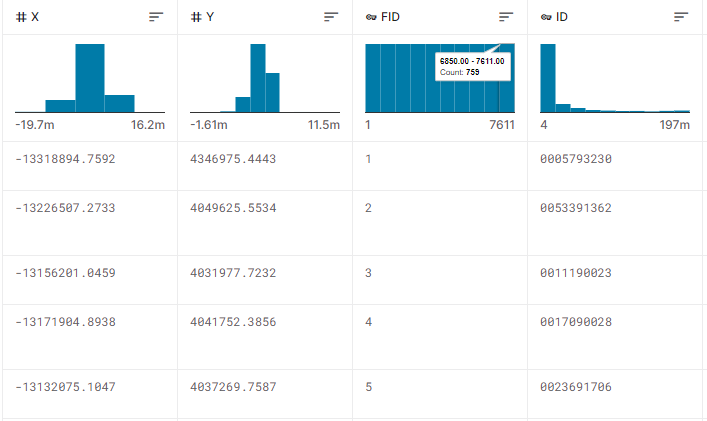 X
Y
FID
ID
6850.00 - 7611.00
Count: 759
-19.7m 16.2m
-1.61m 11.5m
1 7611
4 197m
-13318894.7592 4346975.4443 1 0005793230
-13226507.2733 4049625.5534 2 0053391362
-13156201.0459 4031977.7232 3 0011190023
-13171904.8938 4041752.3856 4 0017090028
-13132075.1047 4037269.7587 5 0023691706